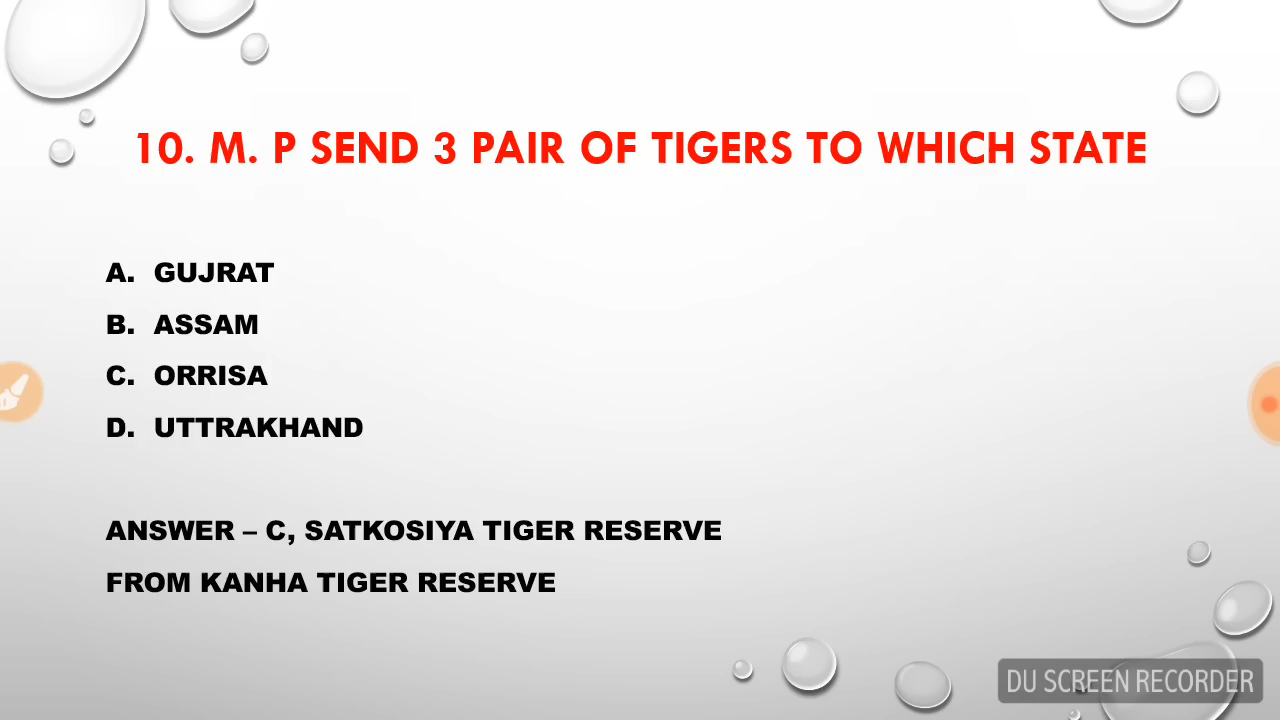 10. M. P SEND 3 PAIR OF TIGERS TO WHICH STATE
A. GUJRAT
B. ASSAM
C. ORRISA
D. UTTRAKHAND
ANSWER – C, SATKOSIYA TIGER RESERVE
FROM KANHA TIGER RESERVE
DU SCREEN RECORDER